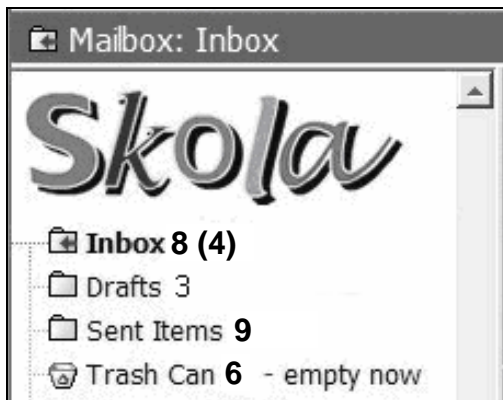 Mailbox: Inbox
Skola
Inbox 8 (4)
Drafts 3
Sent Items 9
Trash Can 6 - empty now